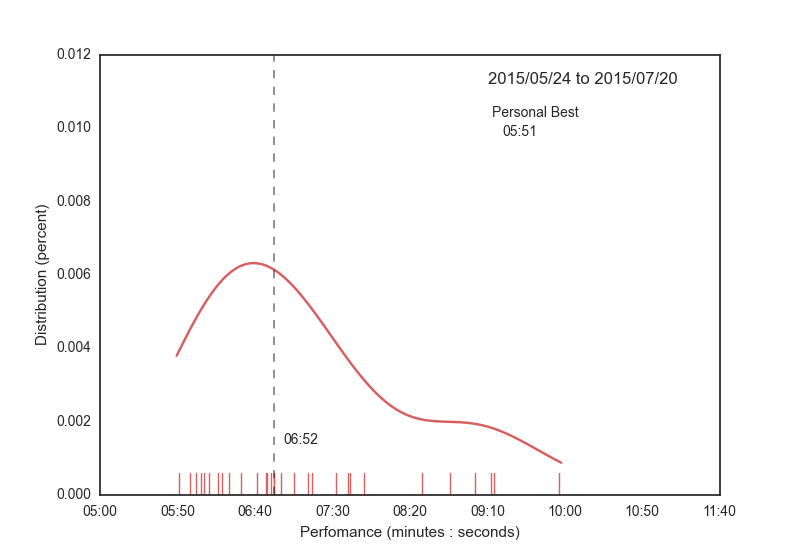 0.012
2015/05/24 to 2015/07/20
Personal Best
0.010
05:51
0.008
Distribution (percent)
0.006
0.004
0.002
06:52
0.000
05:00 05:50 06:40 07:30 08:20 09:10 10:00 10:50 11:40
Perfomance (minutes : seconds)